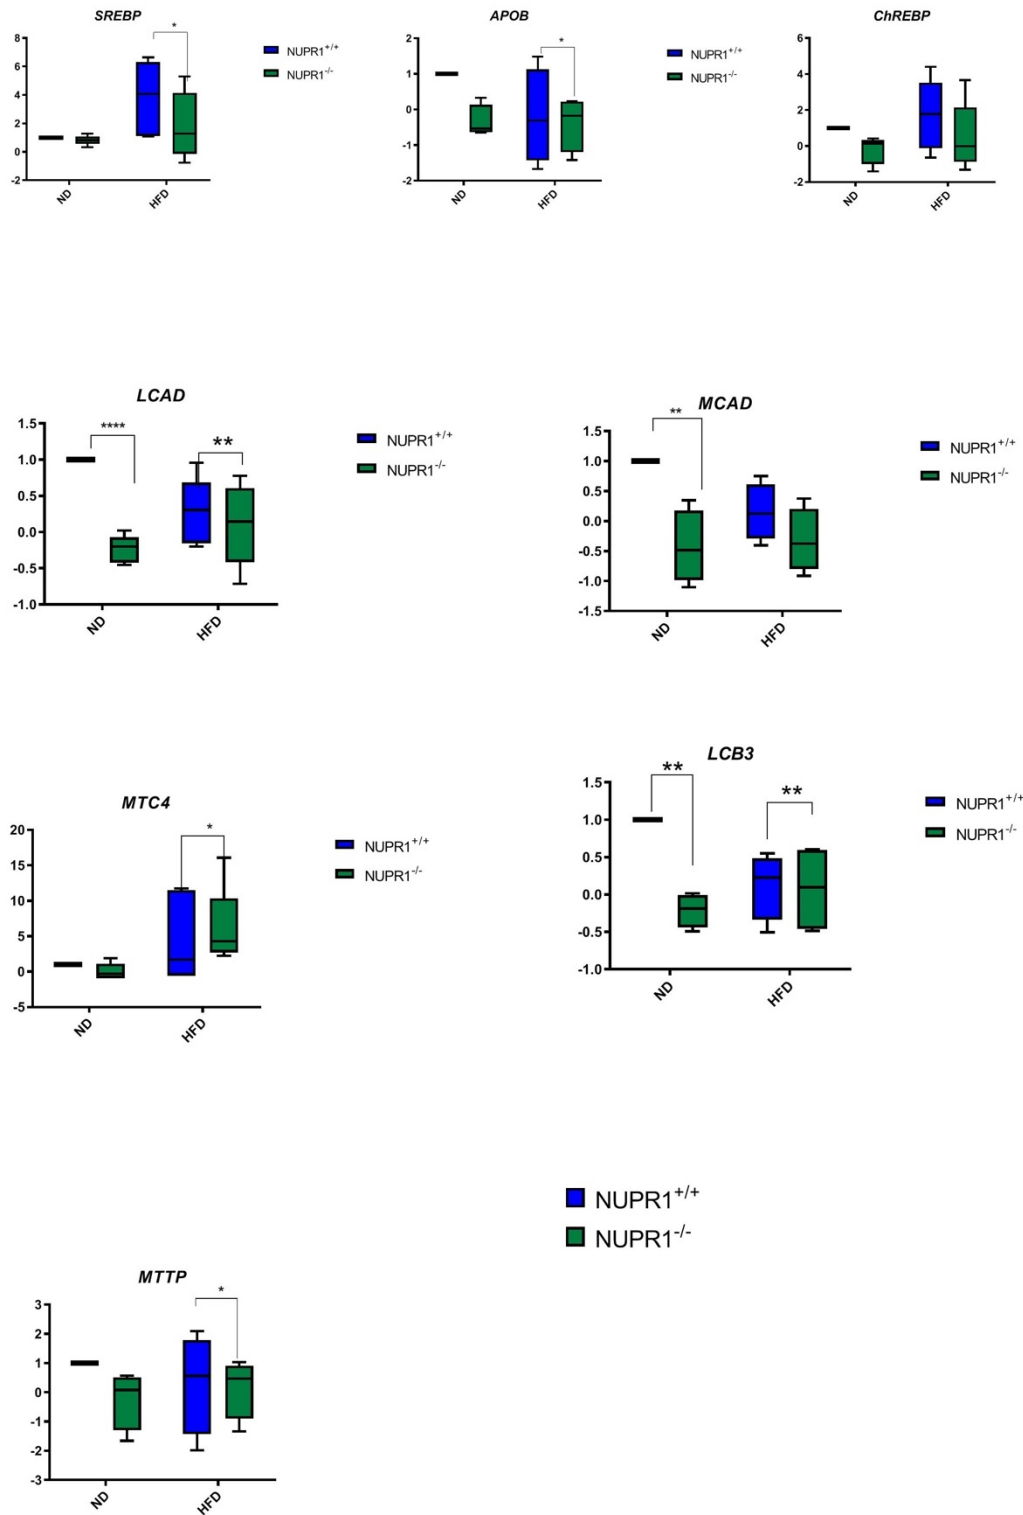 SREBP
8
6
4
2
0
-2
*
ND
HFD
NUPR1+/+
NUPR1-/-
APOB
2
1
0
-1
-2
*
ND
HFD
NUPR1+/+
NUPR1-/-
ChREBP
6
4
2
0
-2
ND
HFD
NUPR1+/+
NUPR1-/-
LCAD
1.5
1.0
0.5
0.0
-0.5
-1.0
****
**
ND
HFD
NUPR1+/+
NUPR1-/-
MCAD
1.5
1.0
0.5
0.0
-0.5
-1.0
-1.5
**
ND
HFD
NUPR1+/+
NUPR1-/-
MTC4
20
15
10
5
0
-5
*
ND
HFD
NUPR1+/+
NUPR1-/-
LCB3
1.5
1.0
0.5
0.0
-0.5
-1.0
**
**
ND
HFD
NUPR1+/+
NUPR1-/-
NUPR1+/+
NUPR1-/-
MTTP
3
2
1
0
-1
-2
-3
*
ND
HFD